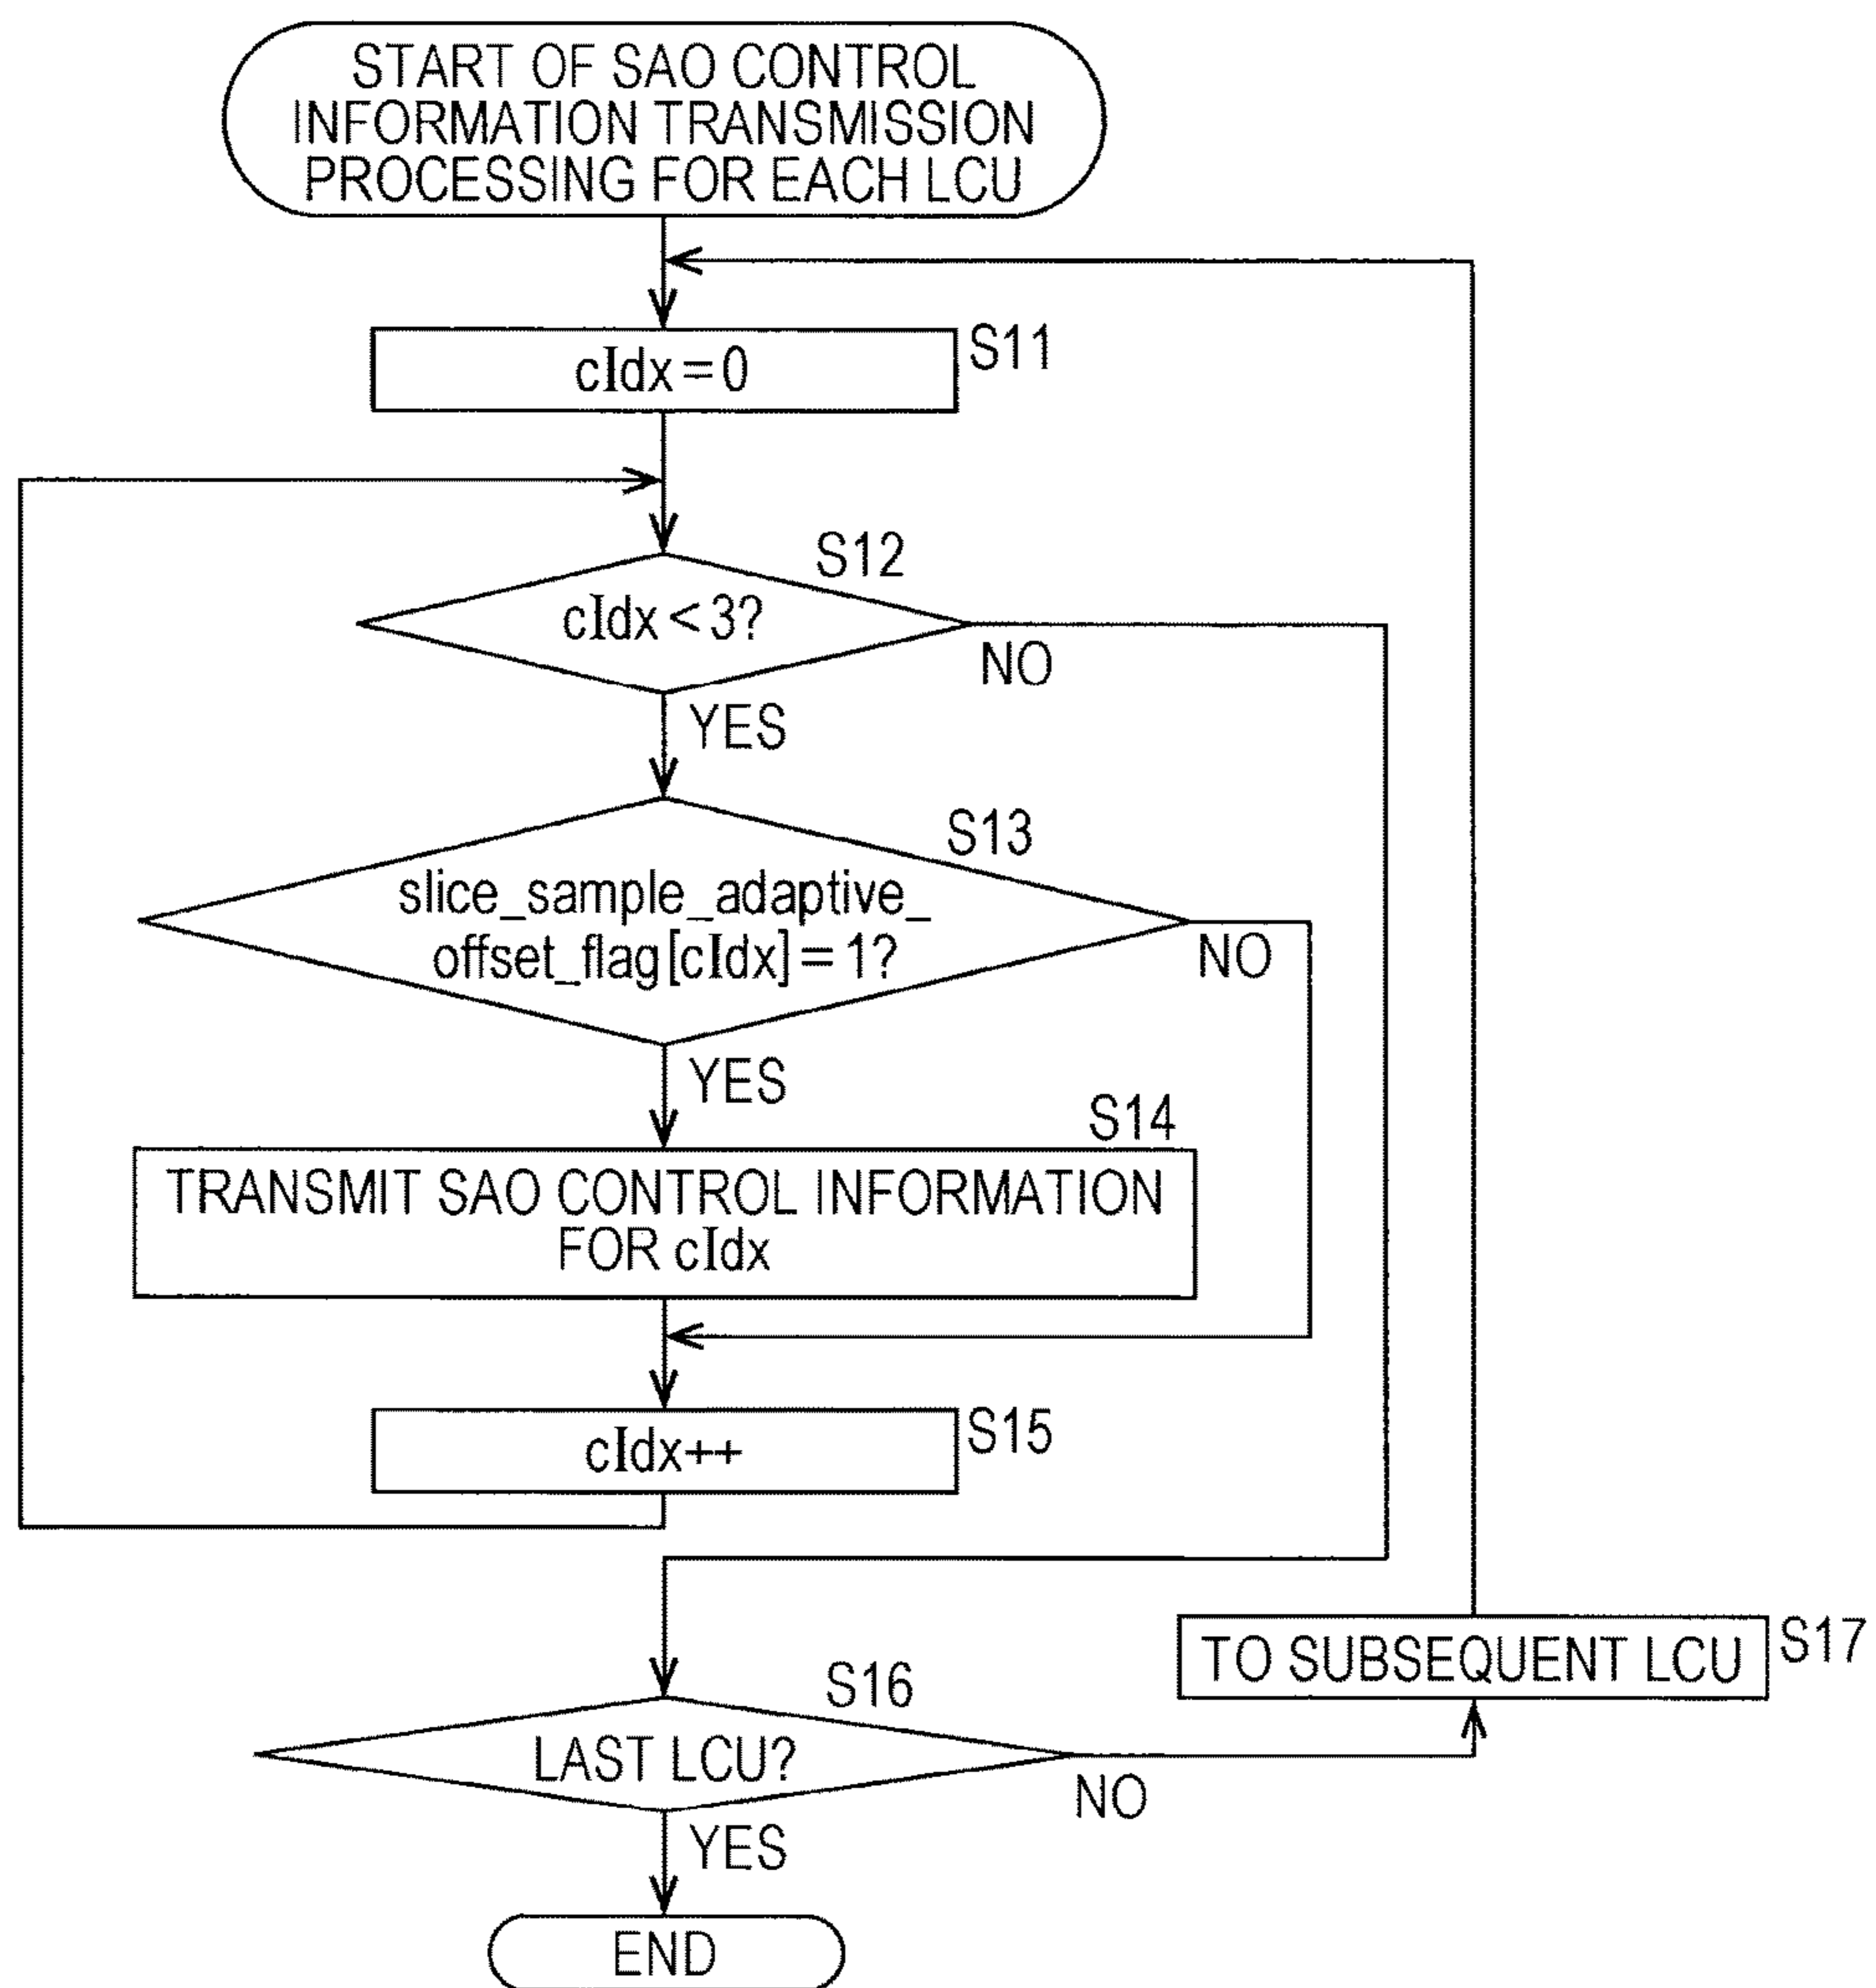 START OF SAO CONTROL
INFORMATION TRANSMISSION
PROCESSING FOR EACH LCU
cIdx = 0
S11
S12
cIdx < 3?
NO
YES
S13
slice_sample_adaptive_
offset_flag[cIdx] = 1?
NO
YES
S14
TRANSMIT SAO CONTROL INFORMATION
FOR cIdx
cIdx++
S15
TO SUBSEQUENT LCU
S17
S16
LAST LCU?
NO
YES
END